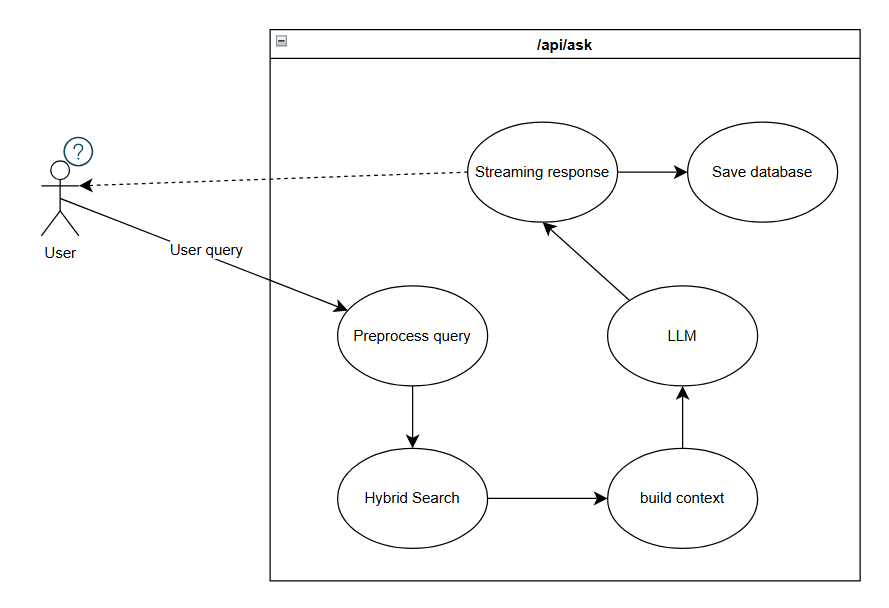 /api/ask
?
Streaming response
Save database
User
User query
Preprocess query
LLM
Hybrid Search
build context